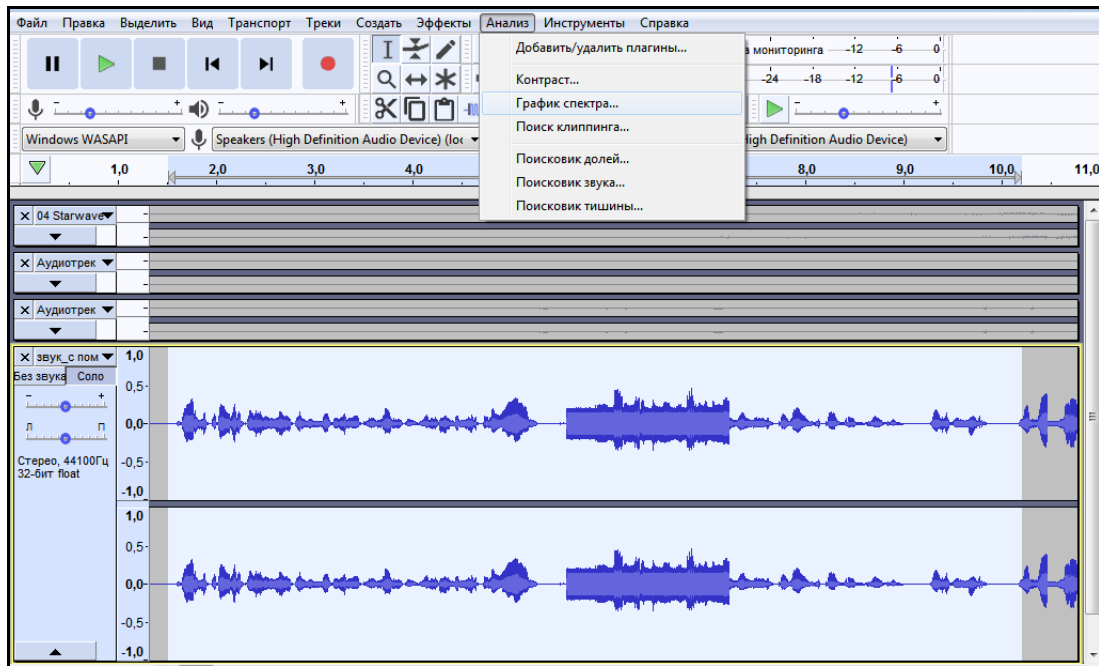 Файл Правка Выделить Вид Транспорт Треки Создать Эффекты Анализ Инструменты Справка
Добавить/удалить плагины...
Контраст...
График спектра...
Поиск клиппинга...
Поисковик долей...
Поисковик звука...
Поисковик тишины...
мониторинга -12 -6 0
-24 -18 -12 -6 0
Windows WASAPI Speakers (High Definition Audio Device) (loc High Definition Audio Device)
1,0 2,0 3,0 4,0 8,0 9,0 10,0 11,0
04 Starwave
Аудиотрек
Аудиотрек
звук_с пом 1,0
Без звука Соло
0,5
- +
0,0
Л П
Стерео, 44100Гц -0,5
32-бит float
-1,0
1,0
0,5
0,0
-0,5
-1,0